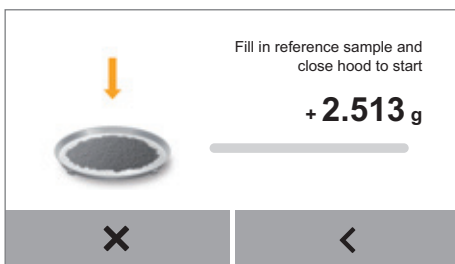 Fill in reference sample and
close hood to start
+ 2.513 g